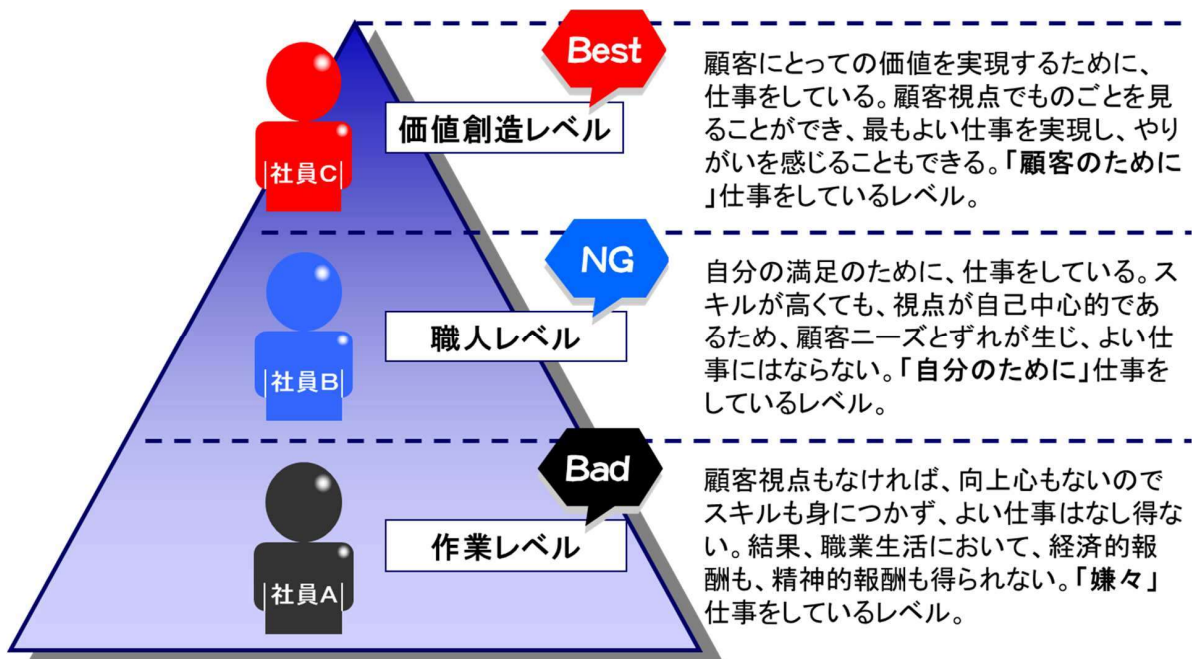 Best
価値創造レベル
社員C
顧客にとっての価値を実現するために、
仕事をしている。顧客視点でものごとを見
ることができ、最もよい仕事を実現し、やり
がいを感じることもできる。「顧客のために
」仕事をしているレベル。
NG
職人レベル
社員B
自分の満足のために、仕事をしている。ス
キルが高くても、視点が自己中心的であ
るため、顧客ニーズとずれが生じ、よい仕
事にはならない。「自分のために」仕事を
しているレベル。
Bad
作業レベル
社員A
顧客視点もなければ、向上心もないので
スキルも身につかず、よい仕事はなし得な
い。結果、職業生活において、経済的報
酬も、精神的報酬も得られない。「嫌々」
仕事をしているレベル。